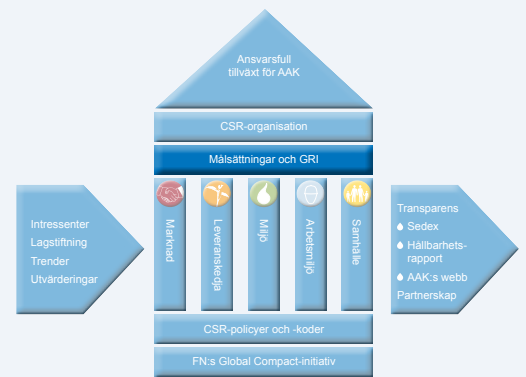 Ansvarsfull
tillväxt för AAK
CSR-organisation
Målsättningar och GRI
Intressenter
Lagstiftning
Trender
Utvärderingar
Marknad
Leveranskedja
Miljö
Arbetsmiljö
Samhälle
Transparens
Sedex
Hållbarhets-
rapport
AAK:s webb
Partnerskap
CSR-policyer och -koder
FN:s Global Compact-initiativ